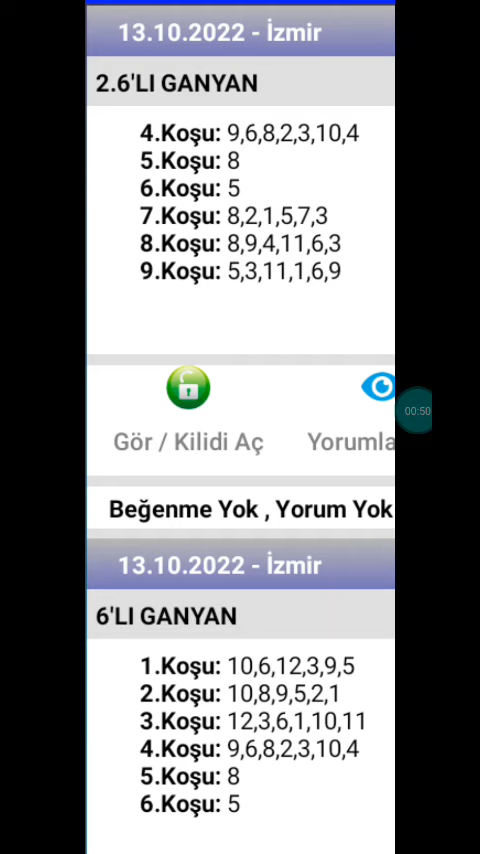 13.10.2022 - İzmir
2.6'LI GANYAN
4.Koşu: 9,6,8,2,3,10,4
5.Koşu: 8
6.Koşu: 5
7.Koşu: 8,2,1,5,7,3
8.Koşu: 8,9,4,11,6,3
9.Koşu: 5,3,11,1,6,9
00:50
Gör / Kilidi Aç Yorumla
Beğenme Yok , Yorum Yok
13.10.2022 - İzmir
6'LI GANYAN
1.Koşu: 10,6,12,3,9,5
2.Koşu: 10,8,9,5,2,1
3.Koşu: 12,3,6,1,10,11
4.Koşu: 9,6,8,2,3,10,4
5.Koşu: 8
6.Koşu: 5